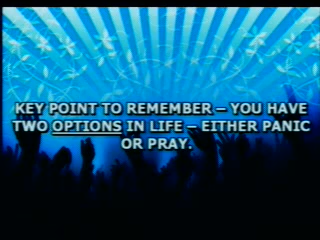 KEY POINT TO REMEMBER – YOU HAVE
TWO OPTIONS IN LIFE – EITHER PANIC
OR PRAY.